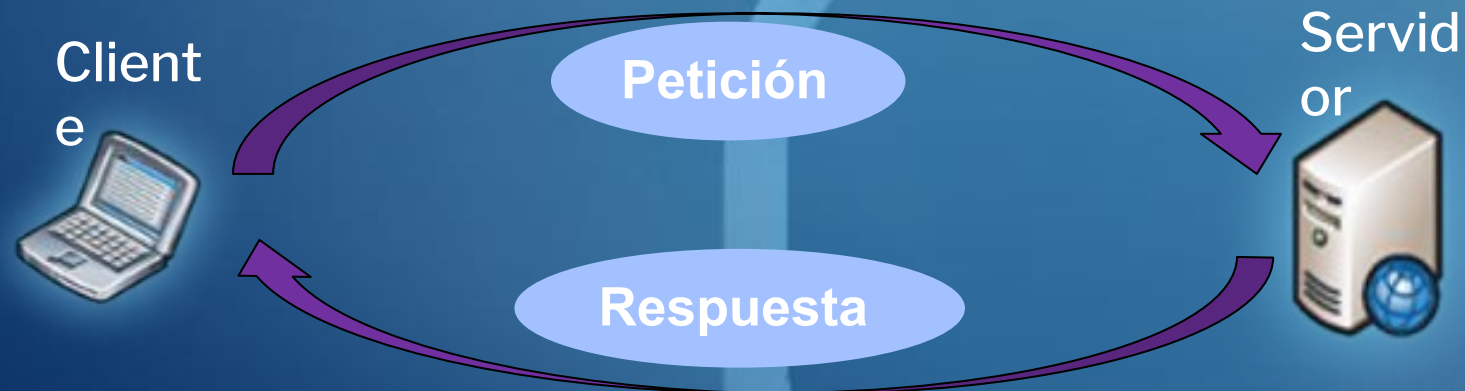 Client
e
Petición
Servid
or
Respuesta